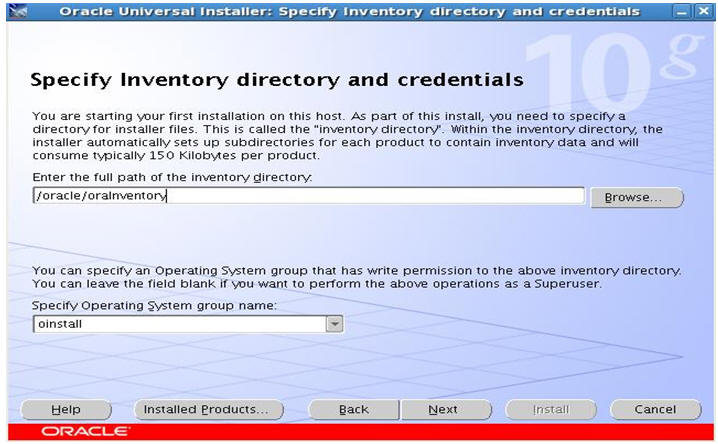 Oracle Universal Installer: Specify Inventory directory and credentials
10g
Specify Inventory directory and credentials
You are starting your first installation on this host. As part of this install, you need to specify a
directory for installer files. This is called the "inventory directory". Within the inventory directory, the
installer automatically sets up subdirectories for each product to contain inventory data and will
consume typically 150 Kilobytes per product.
Enter the full path of the inventory directory:
/oracle/oraInventory
Browse...
You can specify an Operating System group that has write permission to the above inventory directory.
You can leave the field blank if you want to perform the above operations as a Superuser.
Specify Operating System group name:
oinstall
Help Installed Products... Back Next Install Cancel
ORACLE